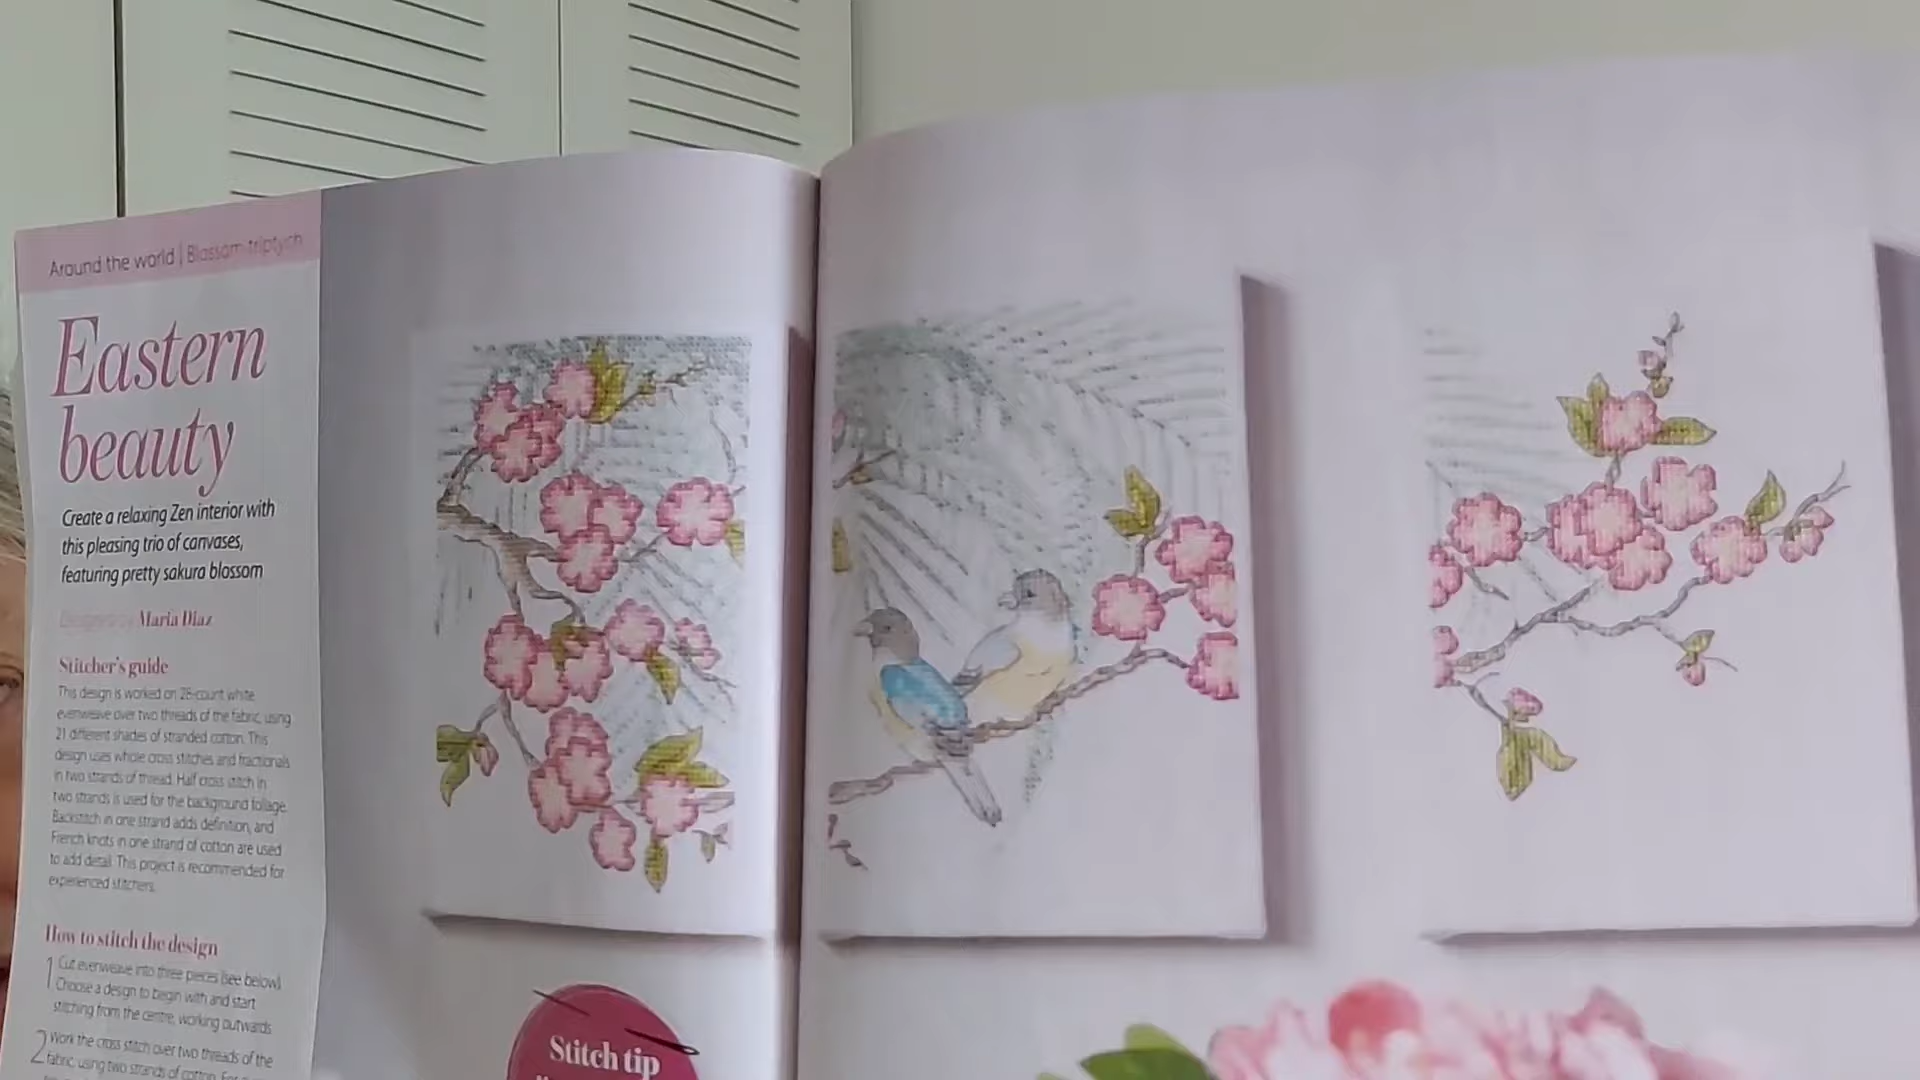 Around the world | Blossom triptych
Eastern
beauty
Create a relaxing Zen interior with
this pleasing trio of canvases,
featuring pretty sakura blossom
Designed by Maria Diaz
Stitcher's guide
This design is worked on 28-count white
evenweave over two threads of the fabric, using
21 different shades of stranded cotton. This
design uses whole cross stitches and fractionals
in two strands of thread. Half cross stitch in
two strands is used for the background foliage.
Backstitch in one strand adds definition, and
French knots in one strand of cotton are used
to add detail. This project is recommended for
experienced stitchers.
How to stitch the design
1 Cut evenweave into three pieces (see below).
Choose a design to begin with and start
stitching from the centre, working outwards.
2 Work the cross stitch over two threads of the
fabric, using two strands of cotton. For
Stitch tip